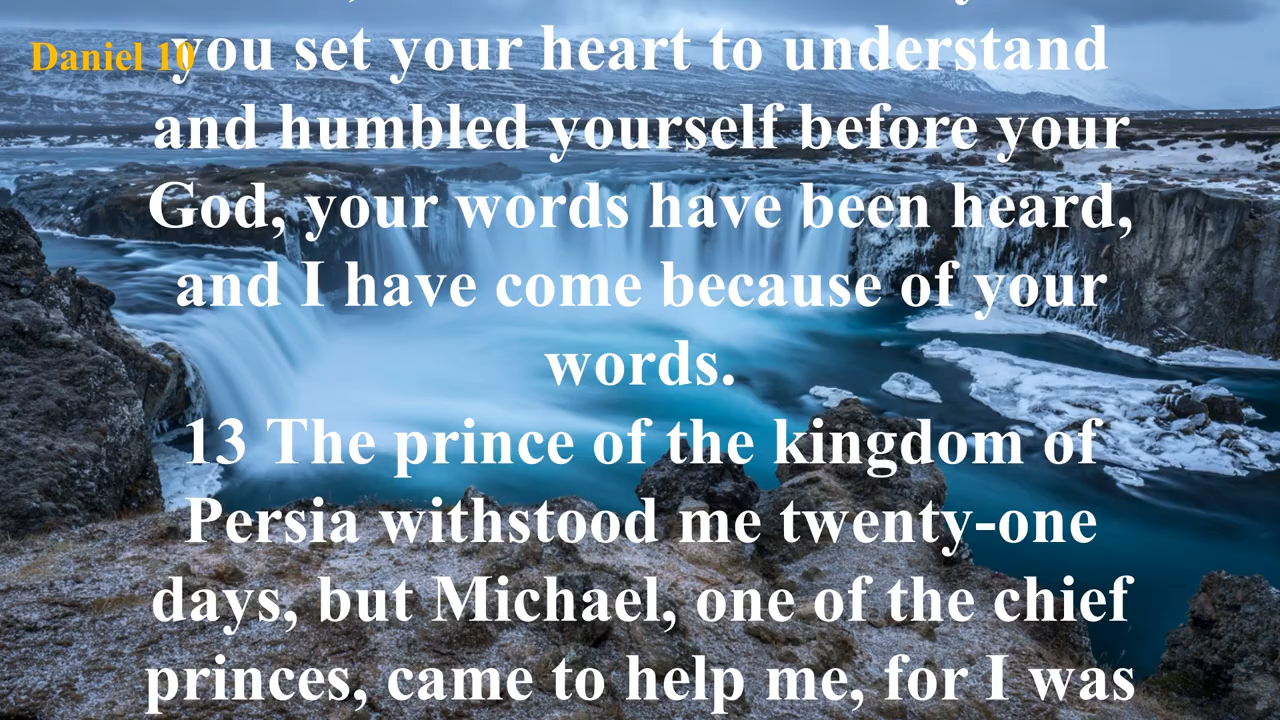 Daniel 10
you set your heart to understand
and humbled yourself before your
God, your words have been heard,
and I have come because of your
words.
13 The prince of the kingdom of
Persia withstood me twenty-one
days, but Michael, one of the chief
princes, came to help me, for I was